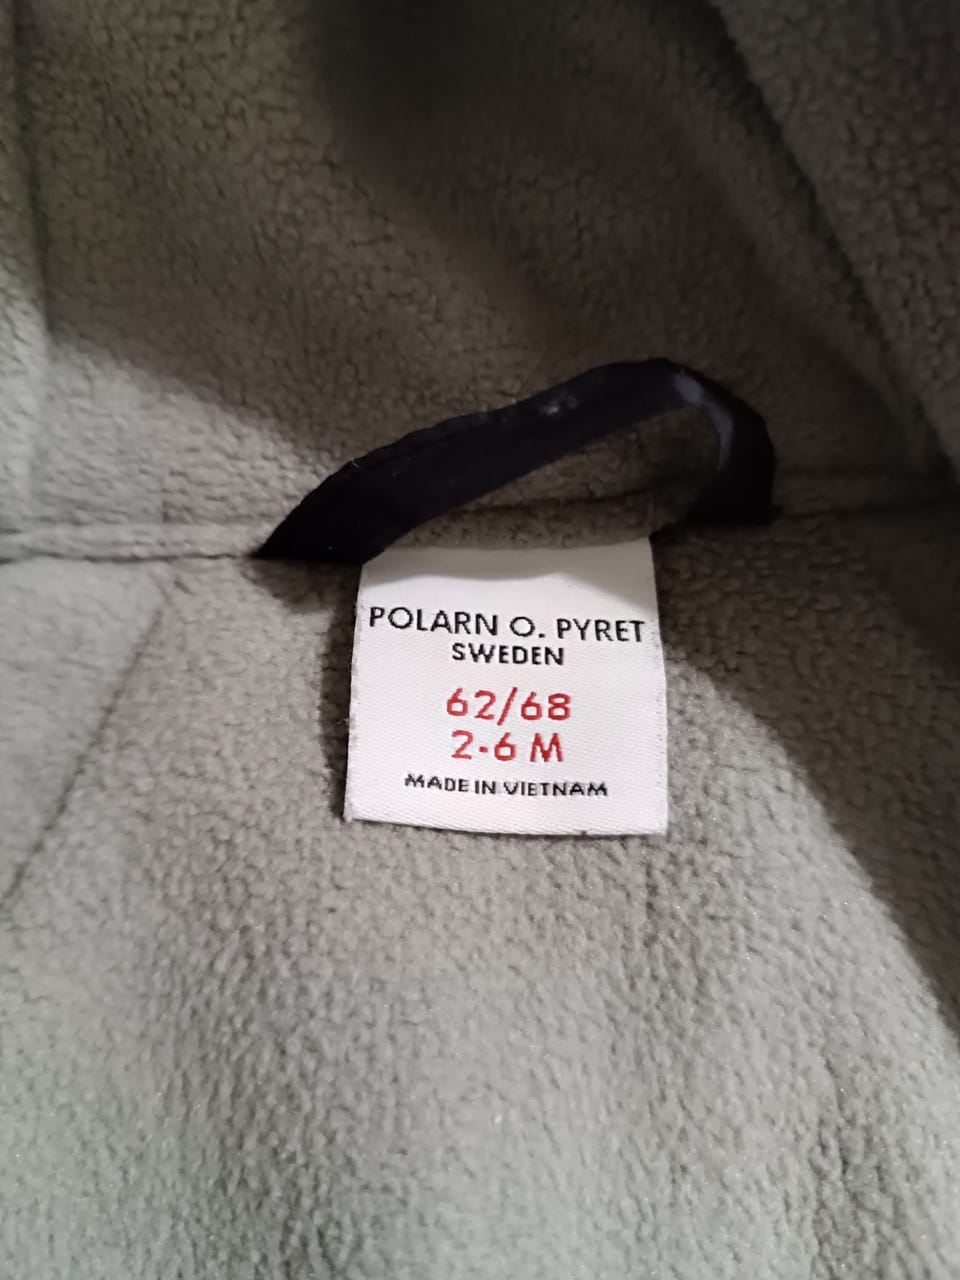 POLARN O. PYRET
SWEDEN
62/68
2-6 M
MADE IN VIETNAM